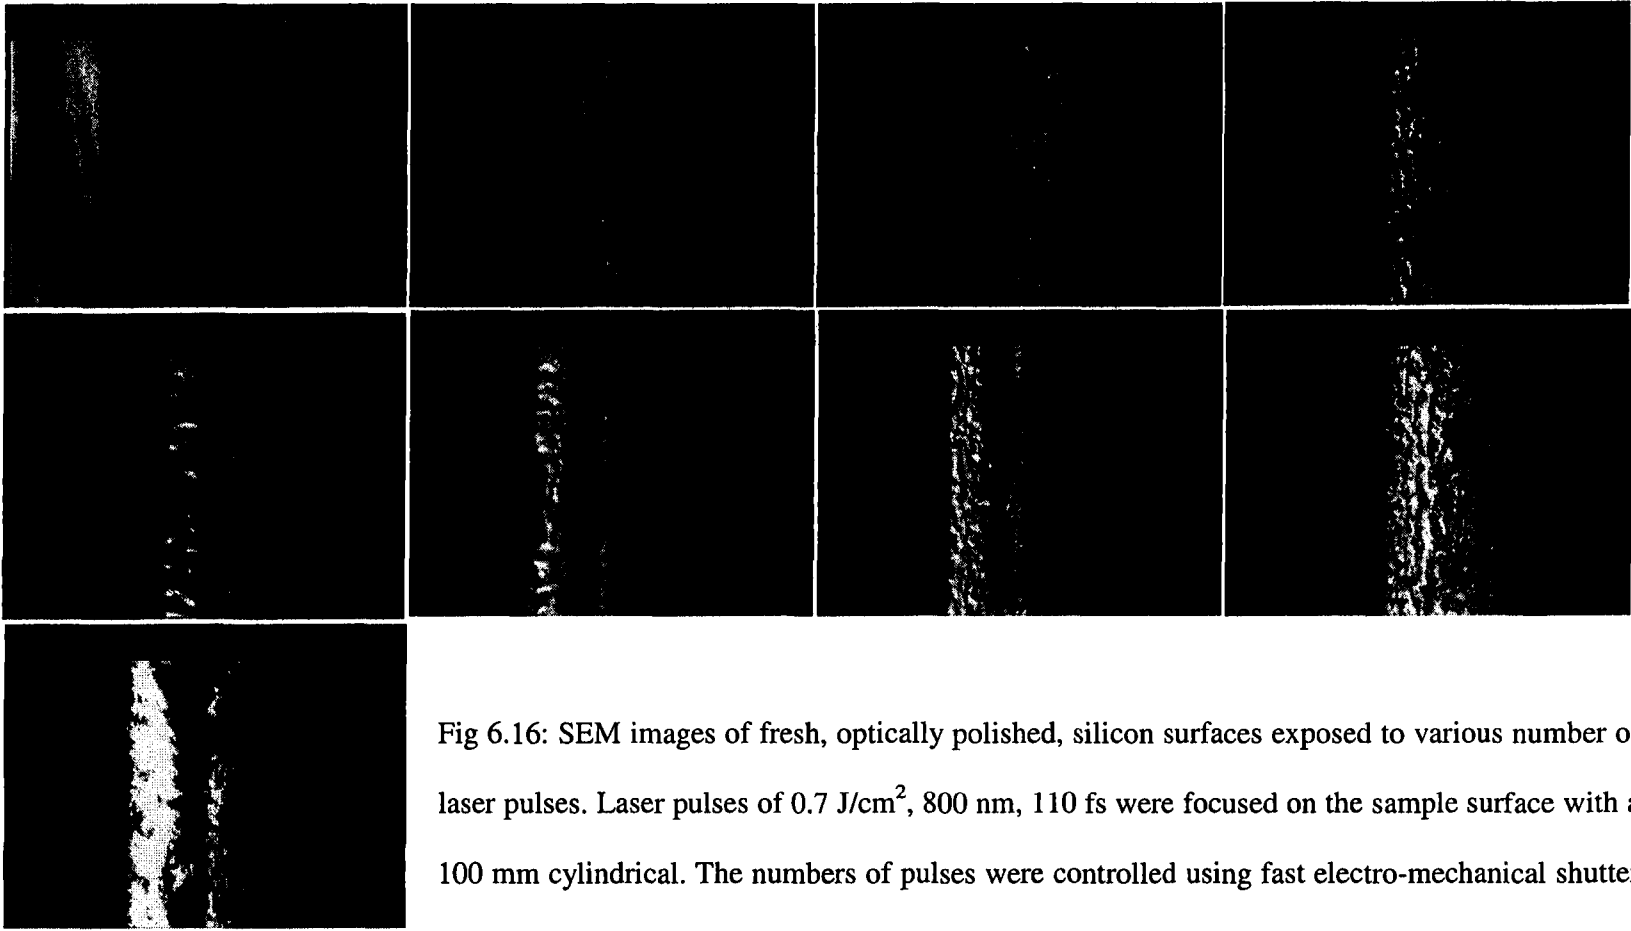 Fig 6.16: SEM images of fresh, optically polished, silicon surfaces exposed to various number o
laser pulses. Laser pulses of 0.7 J/cm², 800 nm, 110 fs were focused on the sample surface with a
100 mm cylindrical. The numbers of pulses were controlled using fast electro-mechanical shutte